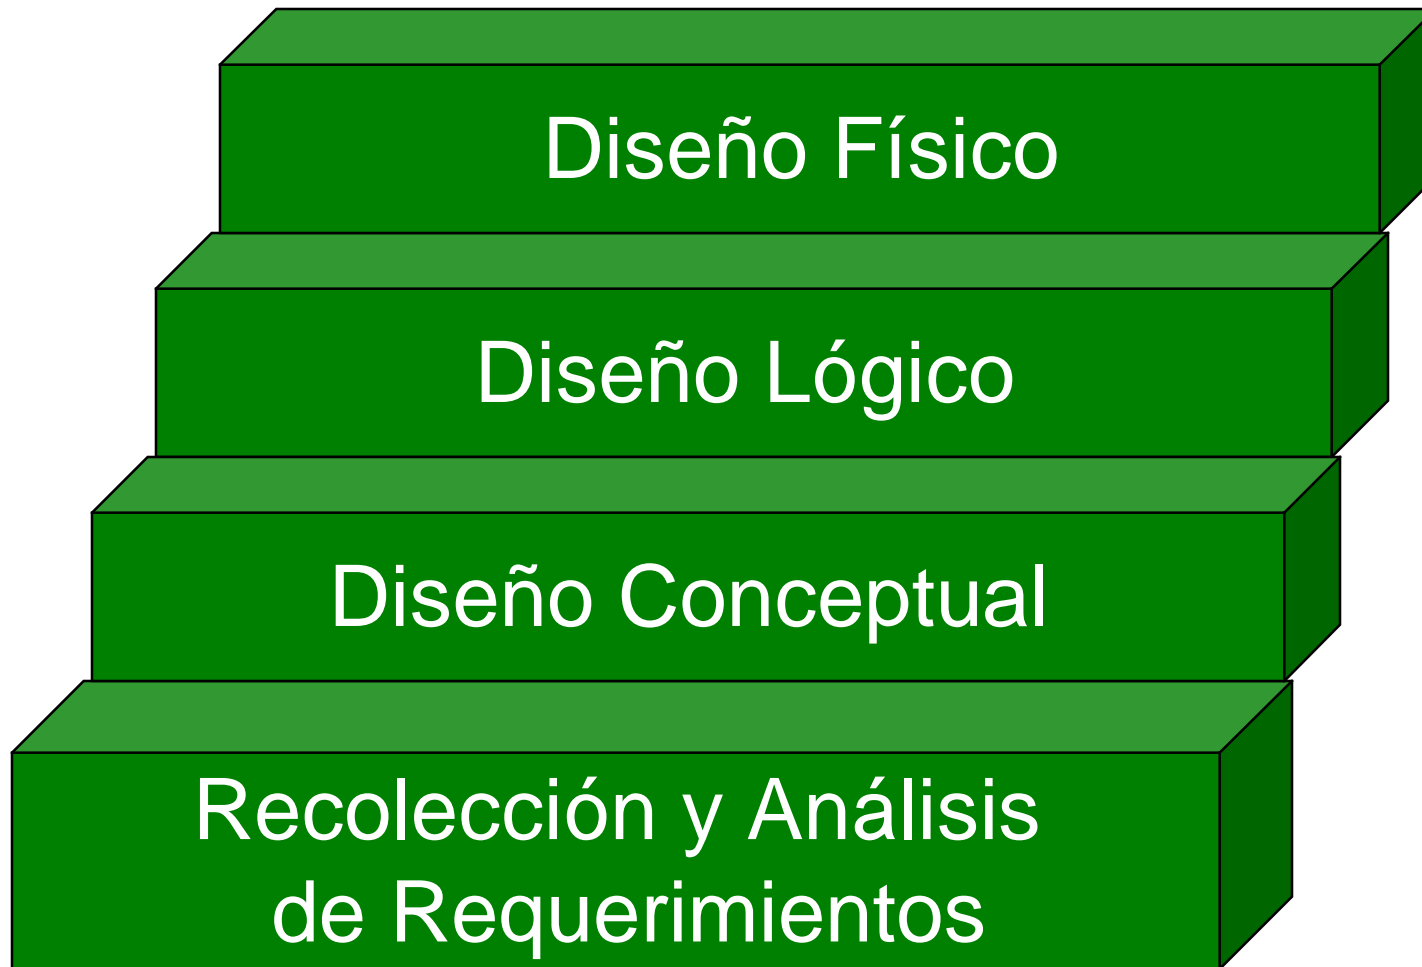 Diseño Físico
Diseño Lógico
Diseño Conceptual
Recolección y Análisis
de Requerimientos